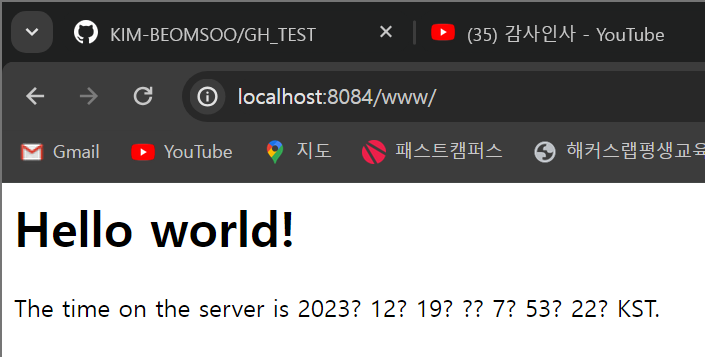 KIM-BEOMSOO/GH_TEST
(35) 감사인사 - YouTube
localhost:8084/www/
Gmail
YouTube
지도
패스트캠퍼스
해커스랩평생교육
Hello world!
The time on the server is 2023? 12? 19? ?? 7? 53? 22? KST.